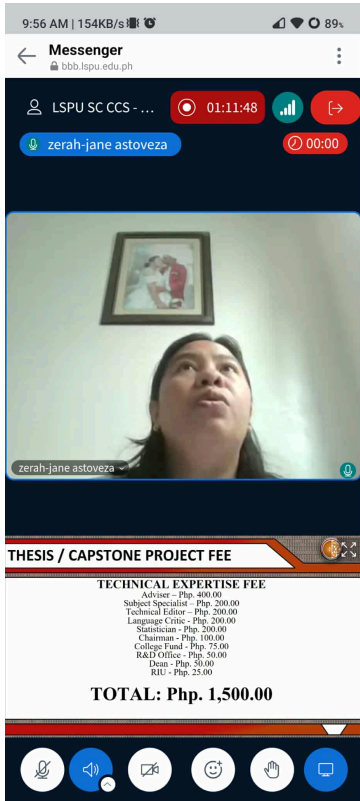 9:56 AM | 154KB/s
89%
Messenger
bbb.lspu.edu.ph
LSPU SC CCS - ...
01:11:48
zerah-jane astoveza
00:00
zerah-jane astoveza
THESIS / CAPSTONE PROJECT FEE
TECHNICAL EXPERTISE FEE
Adviser – Php. 400.00
Subject Specialist – Php. 200.00
Technical Editor – Php. 200.00
Language Critic - Php. 200.00
Statistician - Php. 200.00
Chairman - Php. 100.00
College Fund - Php. 75.00
R&D Office - Php. 50.00
Dean - Php. 50.00
RIU - Php. 25.00
TOTAL: Php. 1,500.00